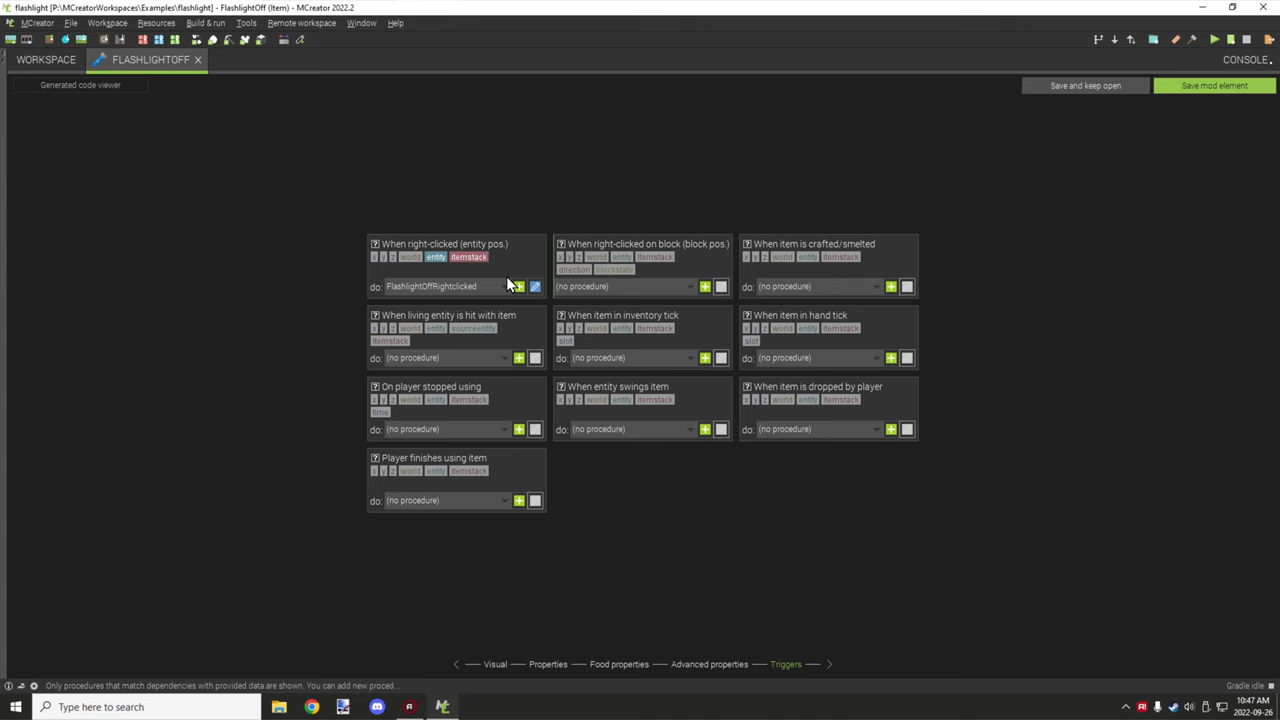 flashlight [P:\MCreatorWorkspaces\Examples\flashlight] - FlashlightOff (Item) - MCreator 2022.2
MCreator File Workspace Resources Build & run Tools Remote workspace Window Help
WORKSPACE FLASHLIGHTOFF CONSOLE
Generated code viewer Save and keep open Save mod element
When right-clicked (entity pos.)
x y z world entity itemstack
do: FlashlightOffRightclicked
When right-clicked on block (block pos.)
x y z world entity itemstack
direction blockstate
(no procedure)
When item is crafted/smelted
x y z world entity itemstack
do: (no procedure)
When living entity is hit with item
x y z world entity sourceentity
itemstack
do: (no procedure)
When item in inventory tick
x y z world entity itemstack
slot
do: (no procedure)
When item in hand tick
x y z world entity itemstack
slot
do: (no procedure)
On player stopped using
x y z world entity itemstack
time
do: (no procedure)
When entity swings item
x y z world entity itemstack
do: (no procedure)
When item is dropped by player
x y z world entity itemstack
do: (no procedure)
Player finishes using item
x y z world entity itemstack
do: (no procedure)
Visual Properties Food properties Advanced properties Triggers
Only procedures that match dependencies with provided data are shown. You can add new proced... Gradle idle
Type here to search
10:47 AM
2022-09-26